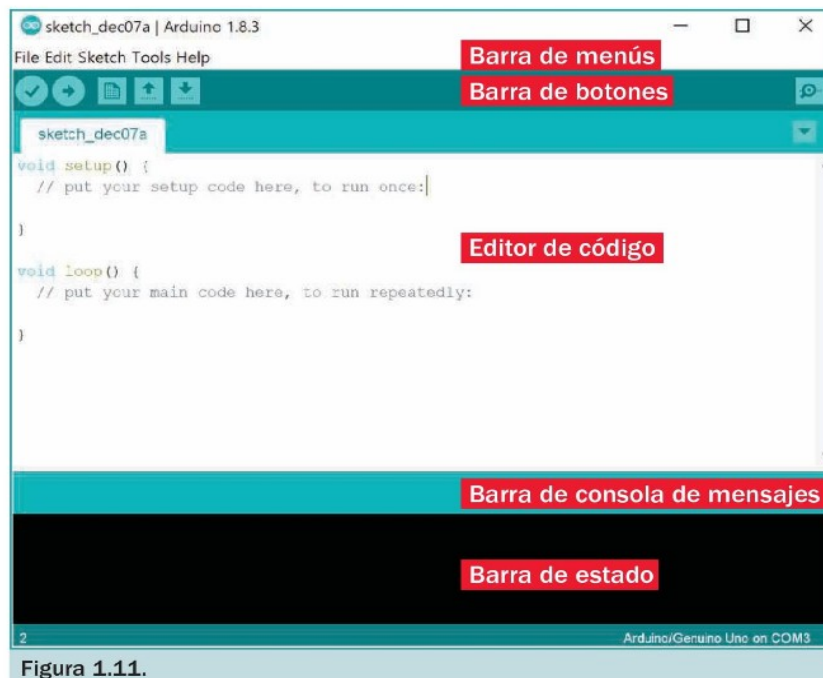 sketch_dec07a | Arduino 1.8.3
File Edit Sketch Tools Help
Barra de menús
Barra de botones
sketch_dec07a
void setup() {
// put your setup code here, to run once:
}
Editor de código
void loop() {
// put your main code here, to run repeatedly:
}
Barra de consola de mensajes
Barra de estado
2
Arduino/Genuino Uno on COM3
Figura 1.11.